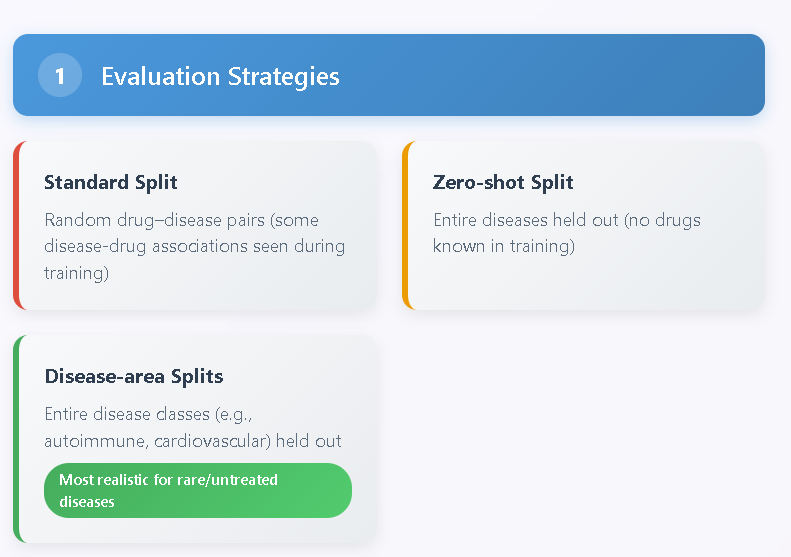 1
Evaluation Strategies
Standard Split
Random drug–disease pairs (some
disease-drug associations seen during
training)
Zero-shot Split
Entire diseases held out (no drugs
known in training)
Disease-area Splits
Entire disease classes (e.g.,
autoimmune, cardiovascular) held out
Most realistic for rare/untreated
diseases